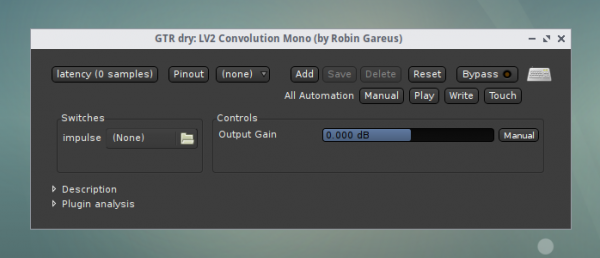 GTR dry: LV2 Convolution Mono (by Robin Gareus)
latency (0 samples) Pinout (none) Add Save Delete Reset Bypass
All Automation Manual Play Write Touch
Switches Controls
impulse (None) Output Gain 0.000 dB Manual
Description
Plugin analysis